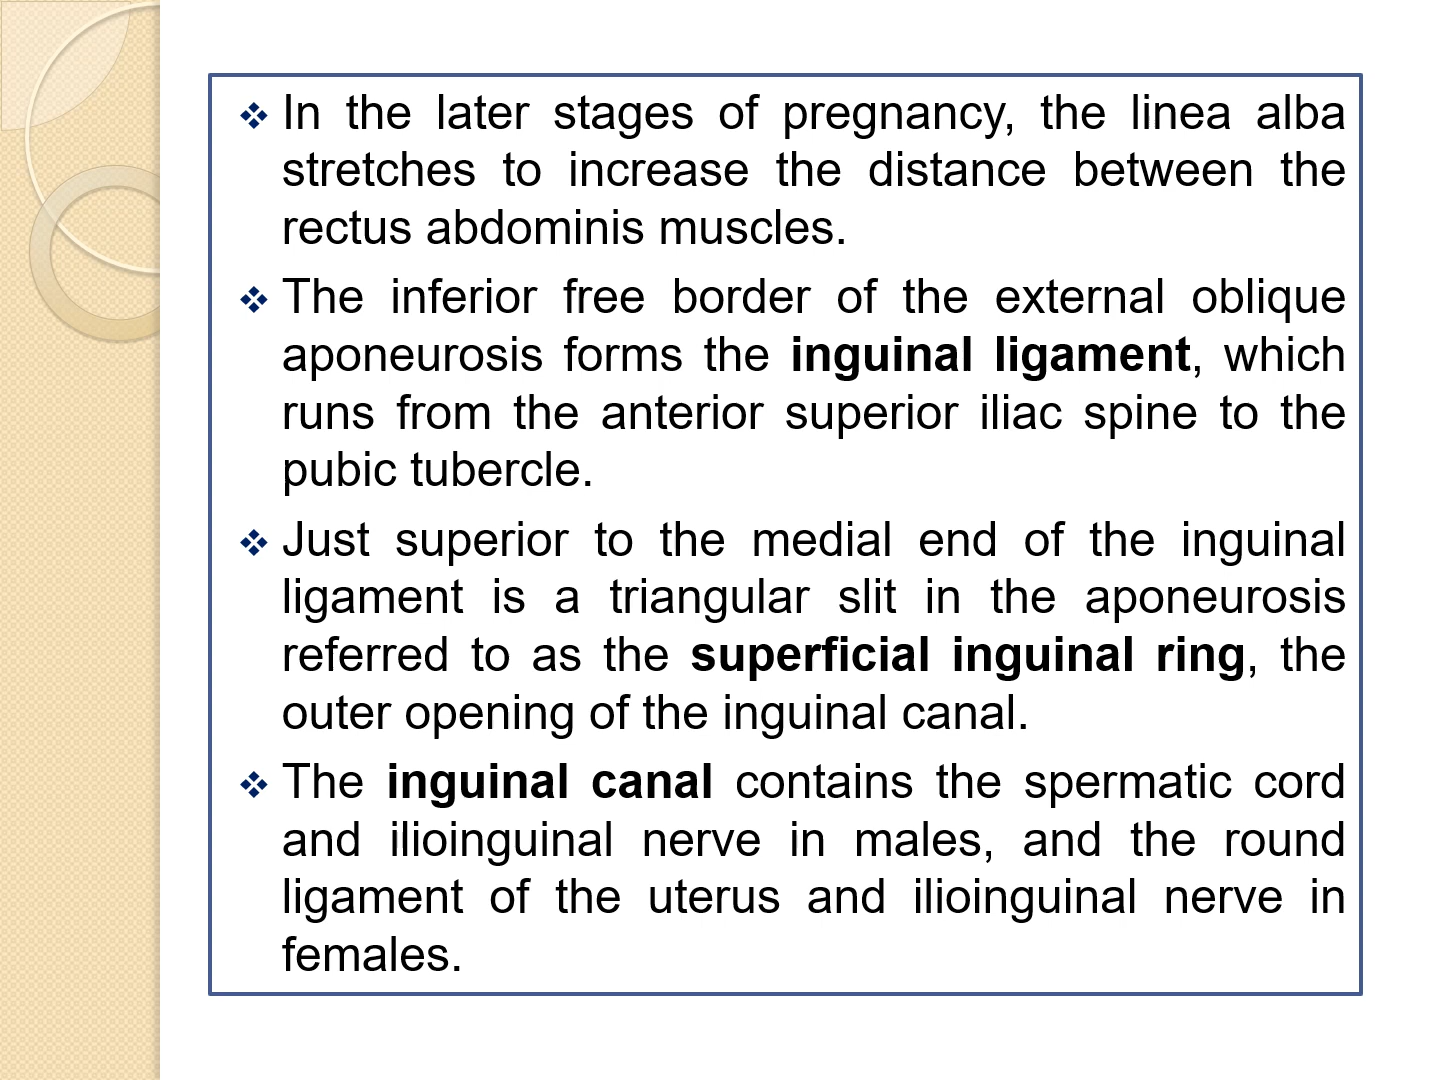 ❖ In the later stages of pregnancy, the linea alba
stretches to increase the distance between the
rectus abdominis muscles.
❖ The inferior free border of the external oblique
aponeurosis forms the inguinal ligament, which
runs from the anterior superior iliac spine to the
pubic tubercle.
❖ Just superior to the medial end of the inguinal
ligament is a triangular slit in the aponeurosis
referred to as the superficial inguinal ring, the
outer opening of the inguinal canal.
❖ The inguinal canal contains the spermatic cord
and ilioinguinal nerve in males, and the round
ligament of the uterus and ilioinguinal nerve in
females.